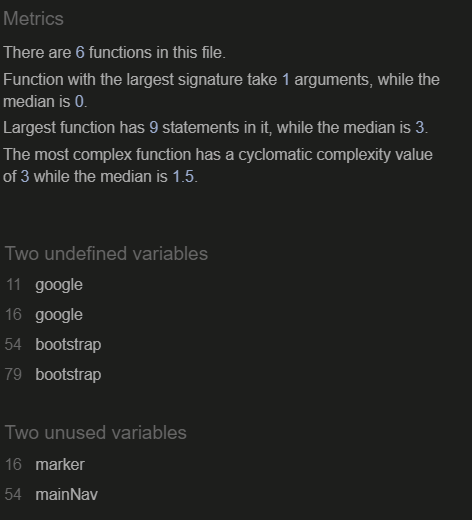 Metrics
There are 6 functions in this file.
Function with the largest signature take 1 arguments, while the
median is 0.
Largest function has 9 statements in it, while the median is 3.
The most complex function has a cyclomatic complexity value
of 3 while the median is 1.5.
Two undefined variables
11 google
16 google
54 bootstrap
79 bootstrap
Two unused variables
16 marker
54 mainNav